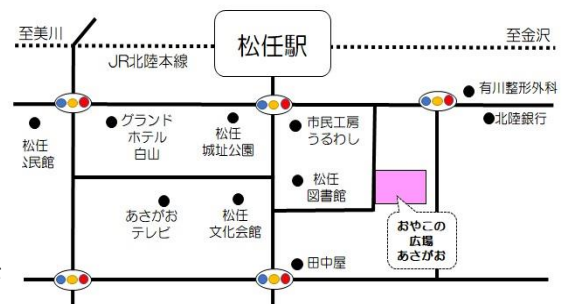 至美川
松任駅
至金沢
JR北陸本線
有川整形外科
北陸銀行
グランド
ホテル
白山
松任
城址公園
市民工房
うるわし
松任
公民館
松任
図書館
あさがお
テレビ
松任
文化会館
おやこの
広場
あさがお
田中屋